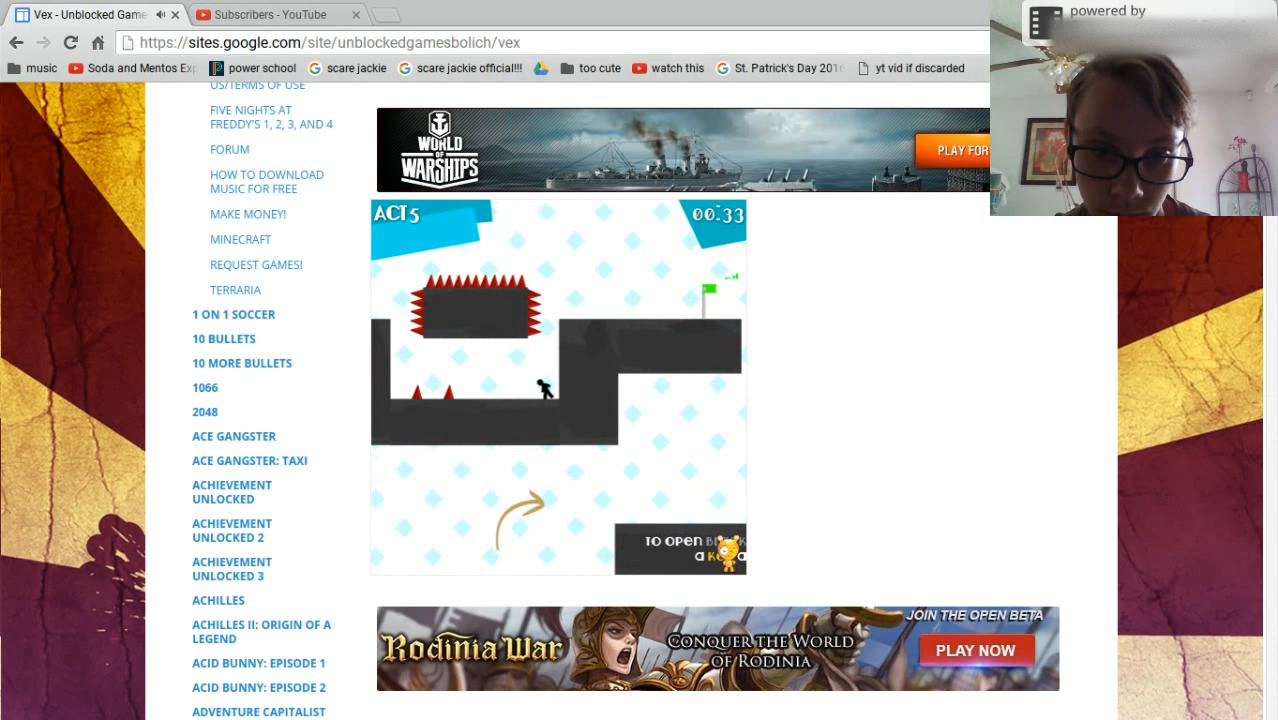 Vex - Unblocked Game
Subscribers - YouTube
powered by
https://sites.google.com/site/unblockedgamesbolich/vex
music
Soda and Mentos Exp
power school
scare jackie
scare jackie official!!!
too cute
watch this
St. Patrick's Day 2016
yt vid if discarded
US/TERMS OF USE
FIVE NIGHTS AT
FREDDY'S 1, 2, 3, AND 4
FORUM
HOW TO DOWNLOAD
MUSIC FOR FREE
MAKE MONEY!
MINECRAFT
REQUEST GAMES!
TERRARIA
1 ON 1 SOCCER
10 BULLETS
10 MORE BULLETS
1066
2048
ACE GANGSTER
ACE GANGSTER: TAXI
ACHIEVEMENT
UNLOCKED
ACHIEVEMENT
UNLOCKED 2
ACHIEVEMENT
UNLOCKED 3
ACHILLES
ACHILLES II: ORIGIN OF A
LEGEND
ACID BUNNY: EPISODE 1
ACID BUNNY: EPISODE 2
ADVENTURE CAPITALIST
WORLD
OF
WARSHIPS
PLAY FOR
ACT 5
00:33
TO OPEN
a
RODINIA WAR
CONQUER THE WORLD
OF RODINIA
JOIN THE OPEN BETA
PLAY NOW